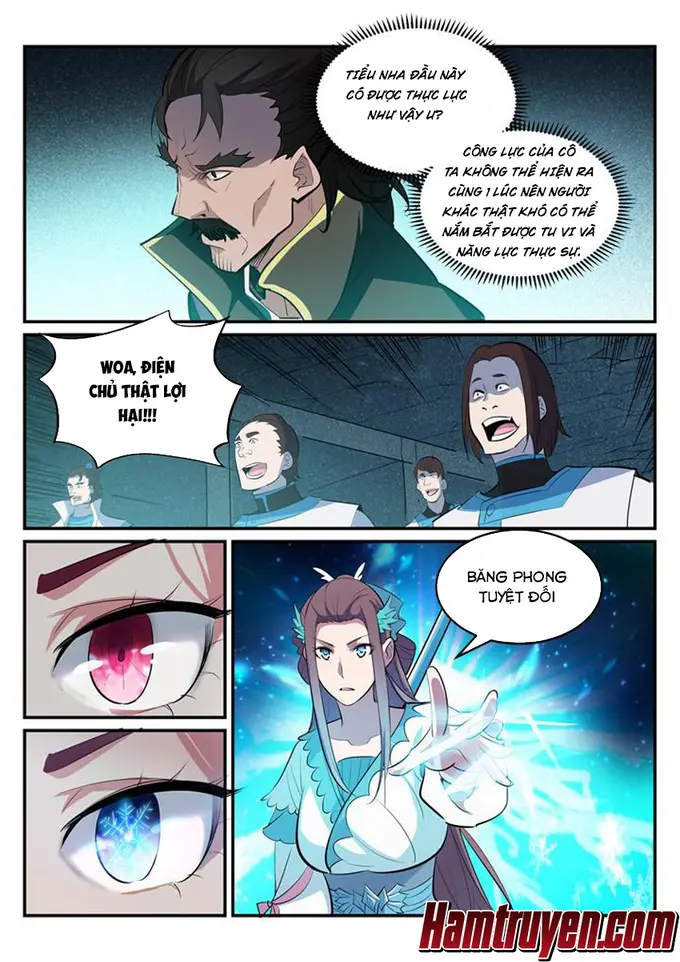 TIỂU NHA ĐẦU NÀY
CÓ ĐƯỢC THỰC LỰC
NHƯ VẬY Ư?
CÔNG LỰC CỦA CÔ
TA KHÔNG THỂ HIỆN RA
CÙNG 1 LÚC NÊN NGƯỜI
KHÁC THẬT KHÓ CÓ THỂ
NẮM BẮT ĐƯỢC TU VI VÀ
NĂNG LỰC THỰC SỰ.
WOA, ĐIỆN
CHỦ THẬT LỢI
HẠI!!!
BĂNG PHONG
TUYỆT ĐỐI
Hamtruyen.com